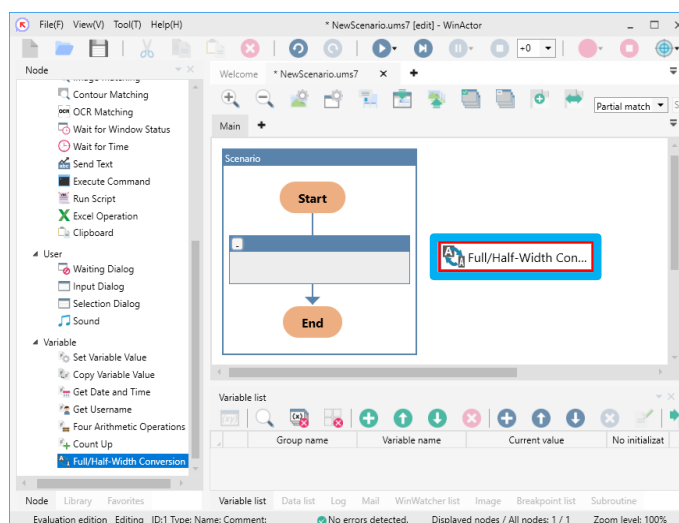 File(F) View(V) Tool(T) Help(H)
* NewScenario.ums7 [edit] - WinActor
+0
Node
Welcome * NewScenario.ums7
Image Matching
Contour Matching
OCR Matching
Wait for Window Status
Wait for Time
Send Text
Execute Command
Run Script
Excel Operation
Clipboard
User
Waiting Dialog
Input Dialog
Selection Dialog
Sound
Variable
Set Variable Value
Copy Variable Value
Get Date and Time
Get Username
Four Arithmetic Operations
Count Up
Full/Half-Width Conversion
Node Library Favorites
Partial match
Main
Scenario
Start
End
Full/Half-Width Con...
Variable list
Group name Variable name Current value No initializat
Variable list Data list Log Mail WinWatcher list Image Breakpoint list Subroutine
Evaluation edition Editing ID:1 Type: Name: Comment: No errors detected. Displayed nodes / All nodes: 1 / 1 Zoom level: 100%